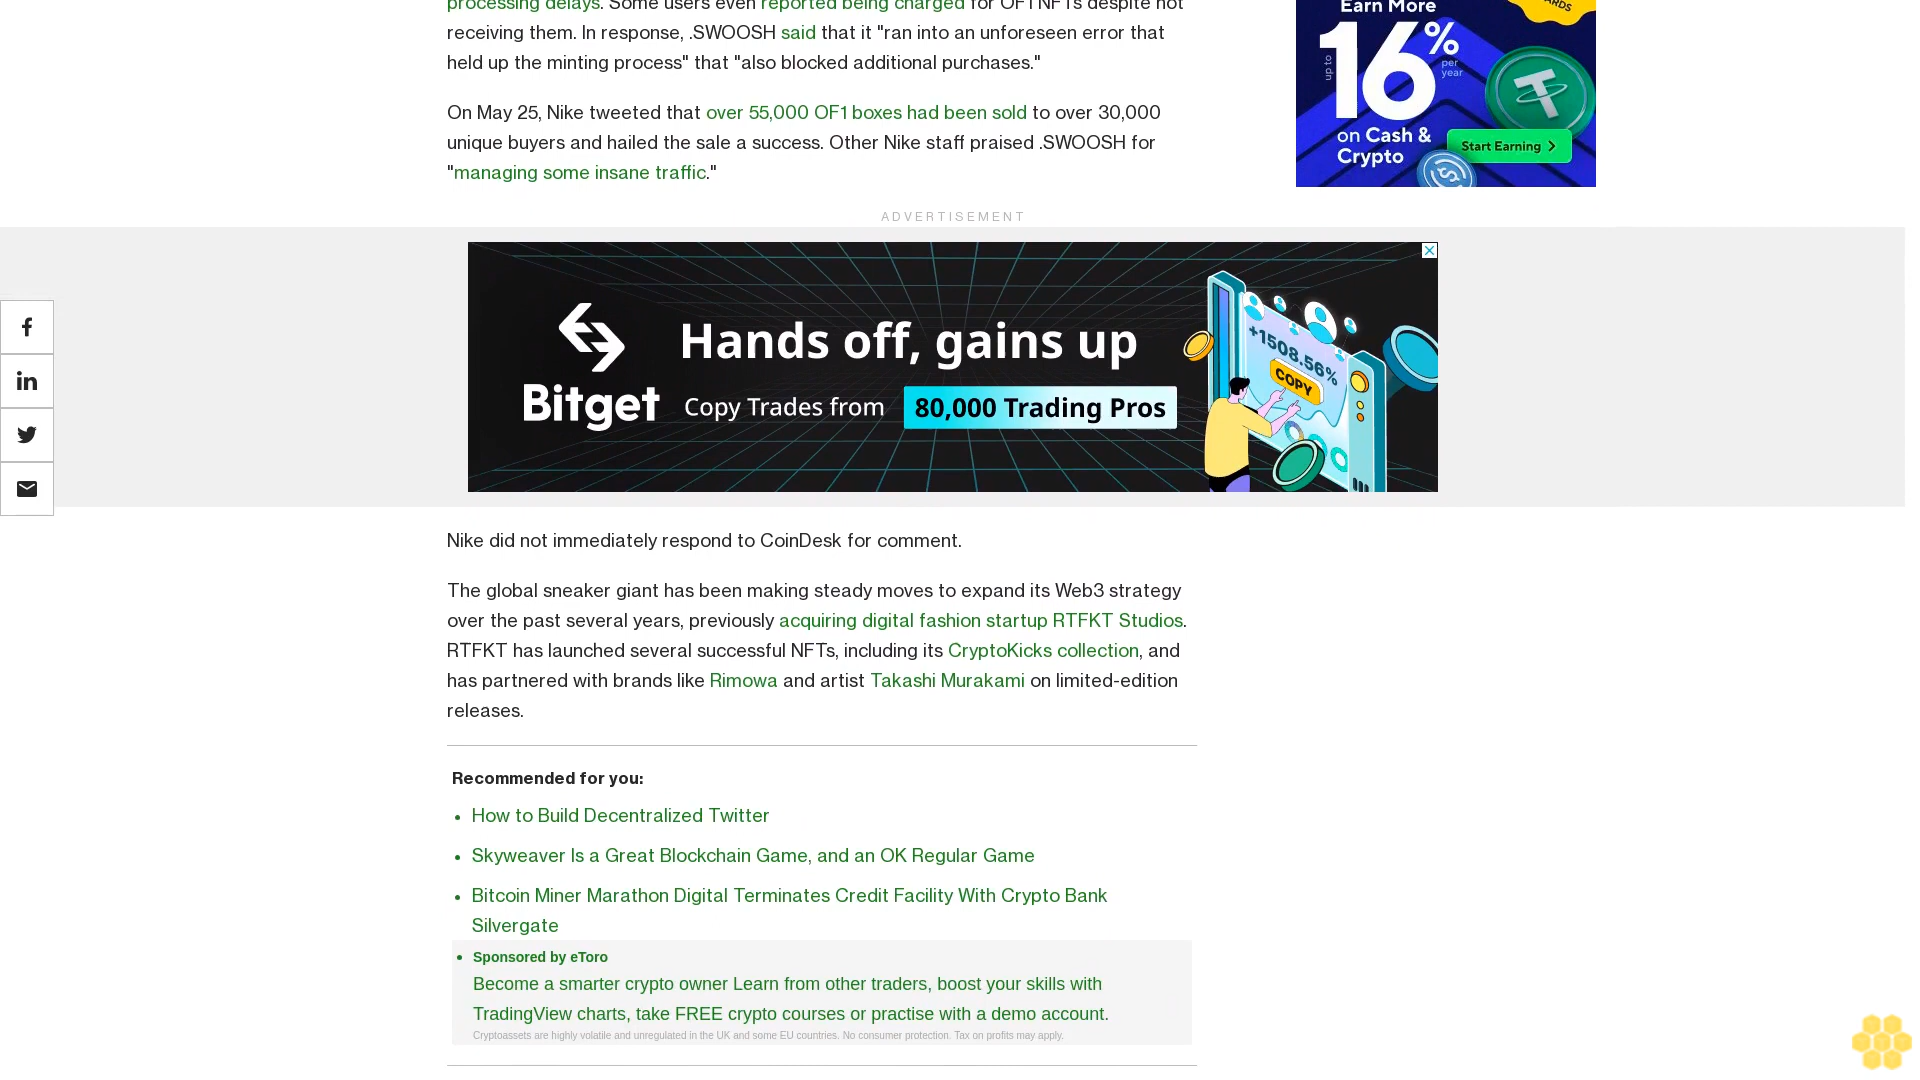 processing delays. Some users even reported being charged for OF1 NFTs despite not
receiving them. In response, .SWOOSH said that it "ran into an unforeseen error that
held up the minting process" that "also blocked additional purchases."
On May 25, Nike tweeted that over 55,000 OF1 boxes had been sold to over 30,000
unique buyers and hailed the sale a success. Other Nike staff praised .SWOOSH for
"managing some insane traffic."
Earn More
up to 16% per year
on Cash &
Crypto
Start Earning
ADVERTISEMENT
Bitget
Hands off, gains up
Copy Trades from 80,000 Trading Pros
+1508.56%
COPY
Nike did not immediately respond to CoinDesk for comment.
The global sneaker giant has been making steady moves to expand its Web3 strategy
over the past several years, previously acquiring digital fashion startup RTFKT Studios.
RTFKT has launched several successful NFTs, including its CryptoKicks collection, and
has partnered with brands like Rimowa and artist Takashi Murakami on limited-edition
releases.
Recommended for you:
• How to Build Decentralized Twitter
• Skyweaver Is a Great Blockchain Game, and an OK Regular Game
• Bitcoin Miner Marathon Digital Terminates Credit Facility With Crypto Bank
Silvergate
• Sponsored by eToro
Become a smarter crypto owner Learn from other traders, boost your skills with
TradingView charts, take FREE crypto courses or practise with a demo account.
Cryptoassets are highly volatile and unregulated in the UK and some EU countries. No consumer protection. Tax on profits may apply.